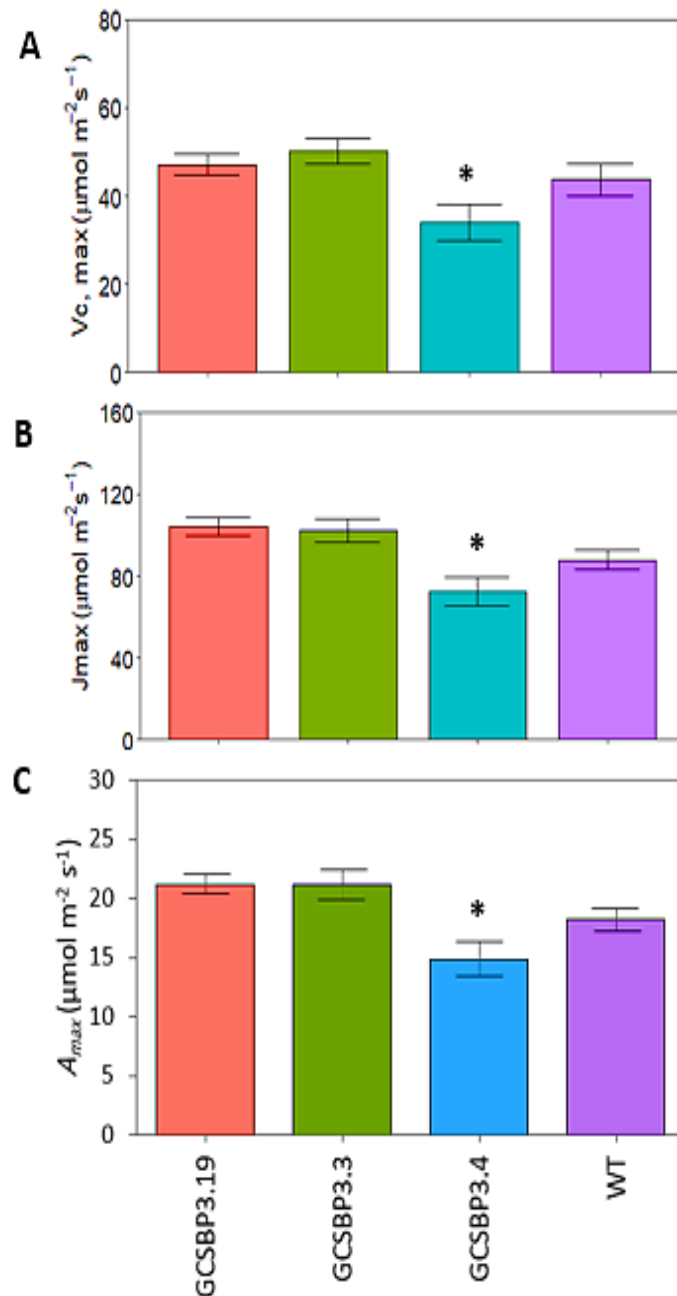 A
Vc, max (µmol m⁻²s⁻¹)
80
60
40
20
0
*
B
Jmax (µmol m⁻²s⁻¹)
160
120
80
40
0
*
C
Amax (µmol m⁻² s⁻¹)
30
25
20
15
10
5
0
*
GCSBP3.19
GCSBP3.3
GCSBP3.4
WT